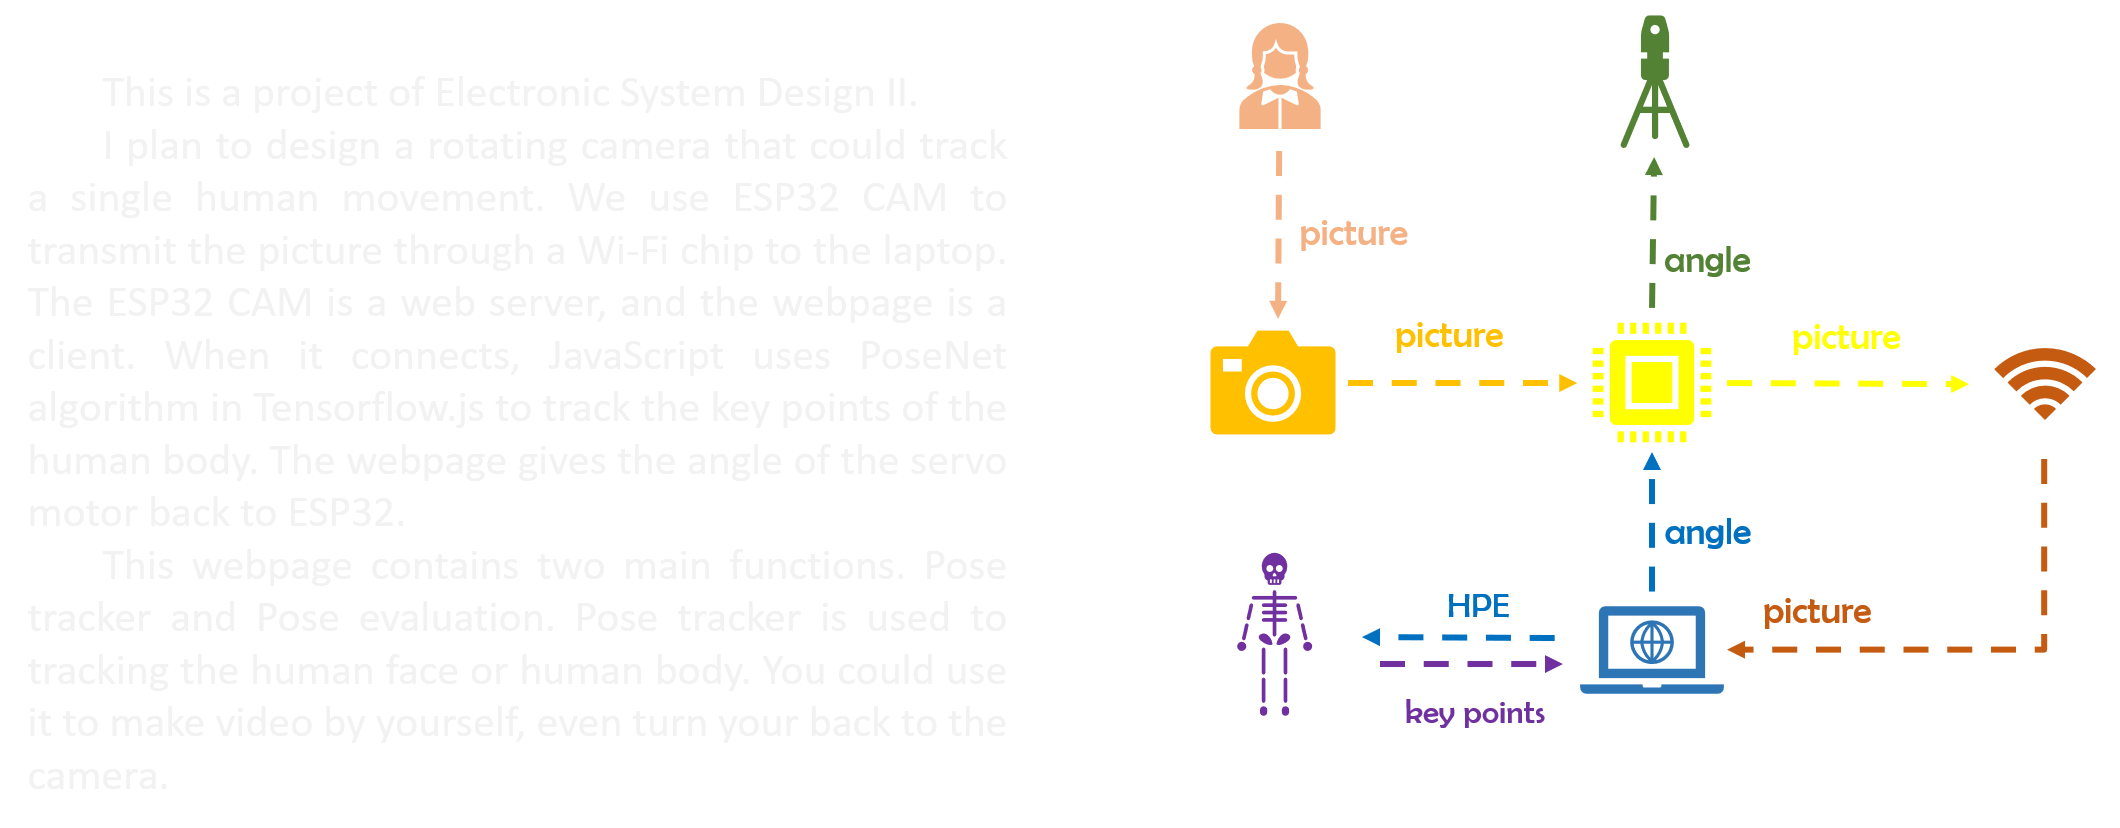 This is a project of Electronic System Design II.
I plan to design a rotating camera that could track
a single human movement. We use ESP32 CAM to
transmit the picture through a Wi-Fi chip to the laptop.
The ESP32 CAM is a web server, and the webpage is a
client. When it connects, JavaScript uses PoseNet
algorithm in Tensorflow.js to track the key points of the
human body. The webpage gives the angle of the servo
motor back to ESP32.
This webpage contains two main functions. Pose
tracker and Pose evaluation. Pose tracker is used to
tracking the human face or human body. You could use
it to make video by yourself, even turn your back to the
camera.
picture
angle
picture
picture
angle
HPE
picture
key points